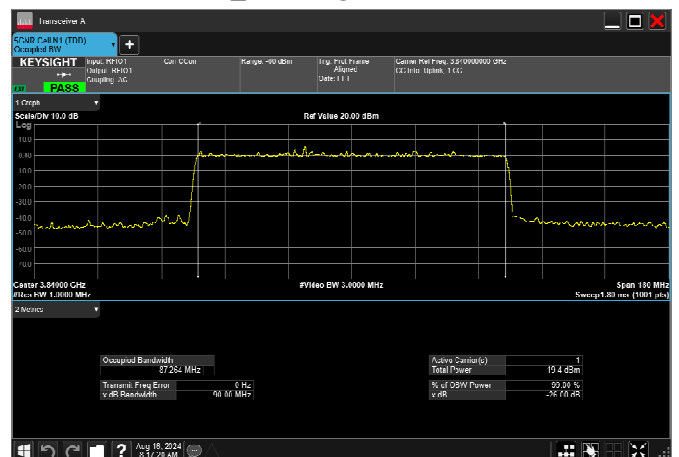 Transceiver A
5GNR Cell N1 (TDD)
Occupied BW
KEYSIGHT
Input: RFIO1
Output: RFIO1
Coupling: AC
Corr CCorr
Trig: Prct Frame
Aligned
Carrier Ref Freq: 3.840000000 GHz
CC Info: Uplink, 1 CC
PASS
1 Graph
Scale/Div 10.0 dB
Ref Value 20.00 dBm
Log
10.0
0.00
-10.0
-20.0
-30.0
-40.0
-50.0
-60.0
-70.0
Center 3.84000 GHz
#Video BW 3.0000 MHz
Span 180 MHz
#Res BW 1.0000 MHz
Sweep 1.80 ms (1001 pts)
2 Metrics
Occupied Bandwidth
87.264 MHz
Active Carrier(s) 1
Total Power 19.4 dBm
Transmit Freq Error 0 Hz
x dB Bandwidth 90.00 MHz
% of OBW Power 99.00 %
x dB -26.00 dB
?
Aug 16, 2024
8:17:20 AM